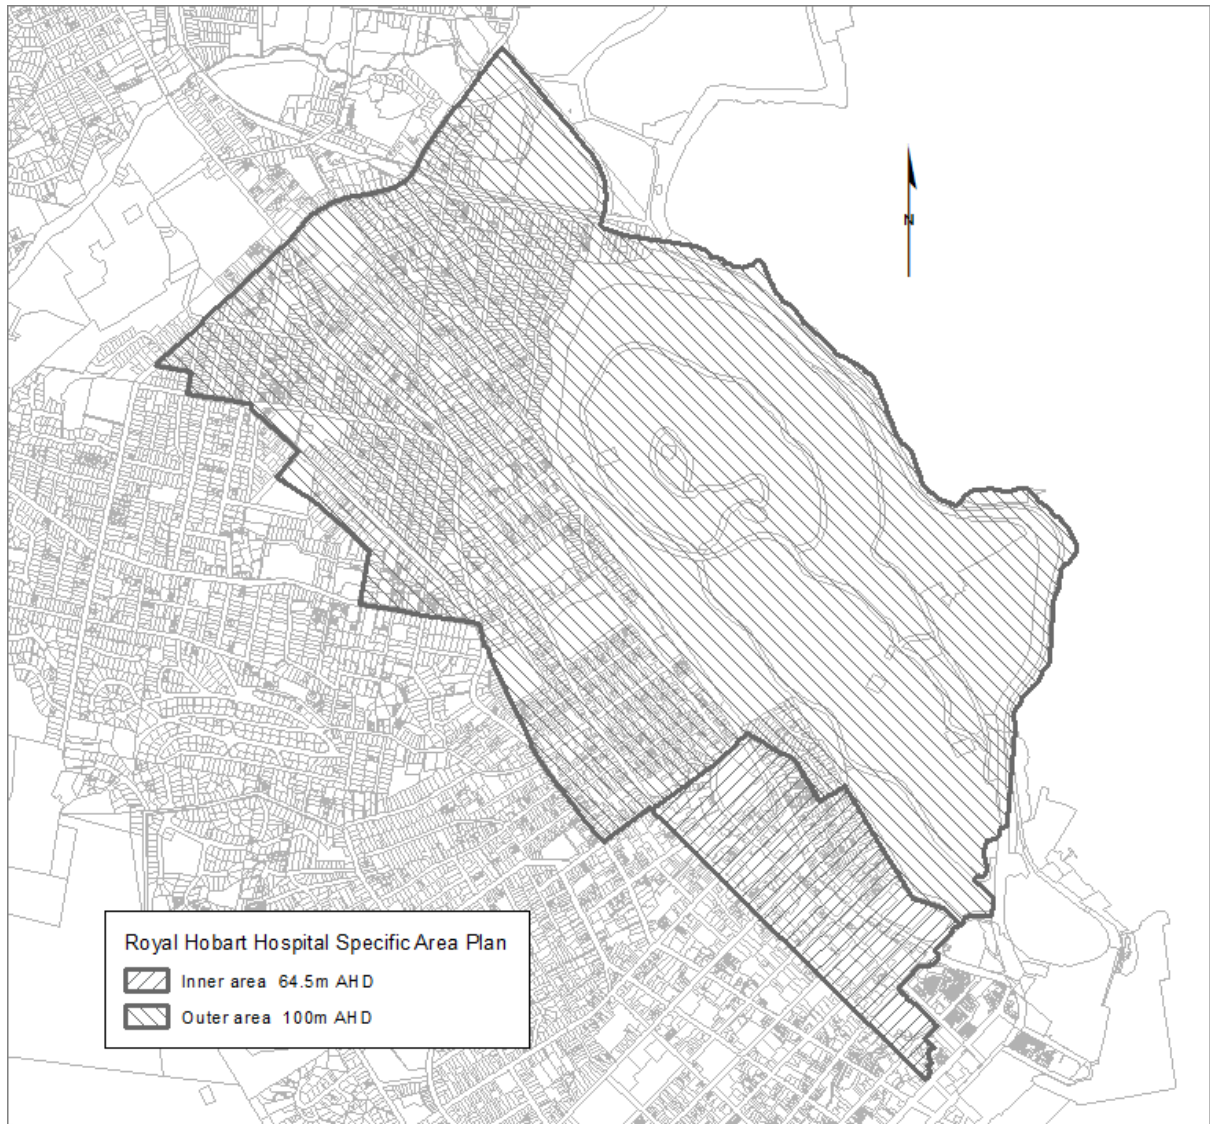 N
Royal Hobart Hospital Specific Area Plan
Inner area 64.5m AHD
Outer area 100m AHD